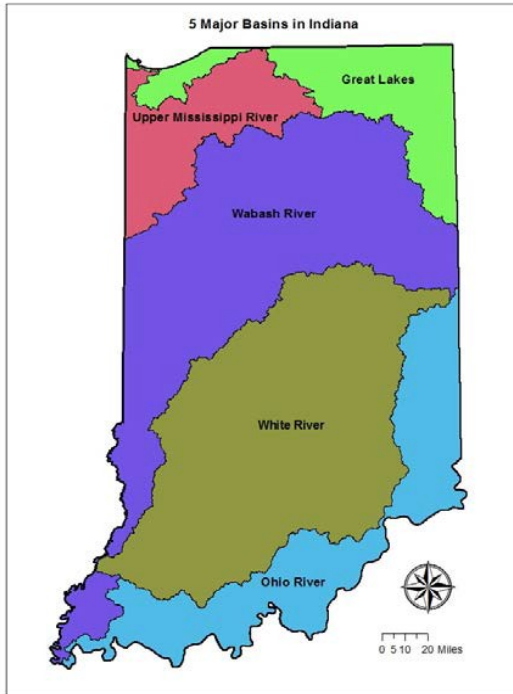 5 Major Basins in Indiana
Great Lakes
Upper Mississippi River
Wabash River
White River
Ohio River
0 5 10 20 Miles